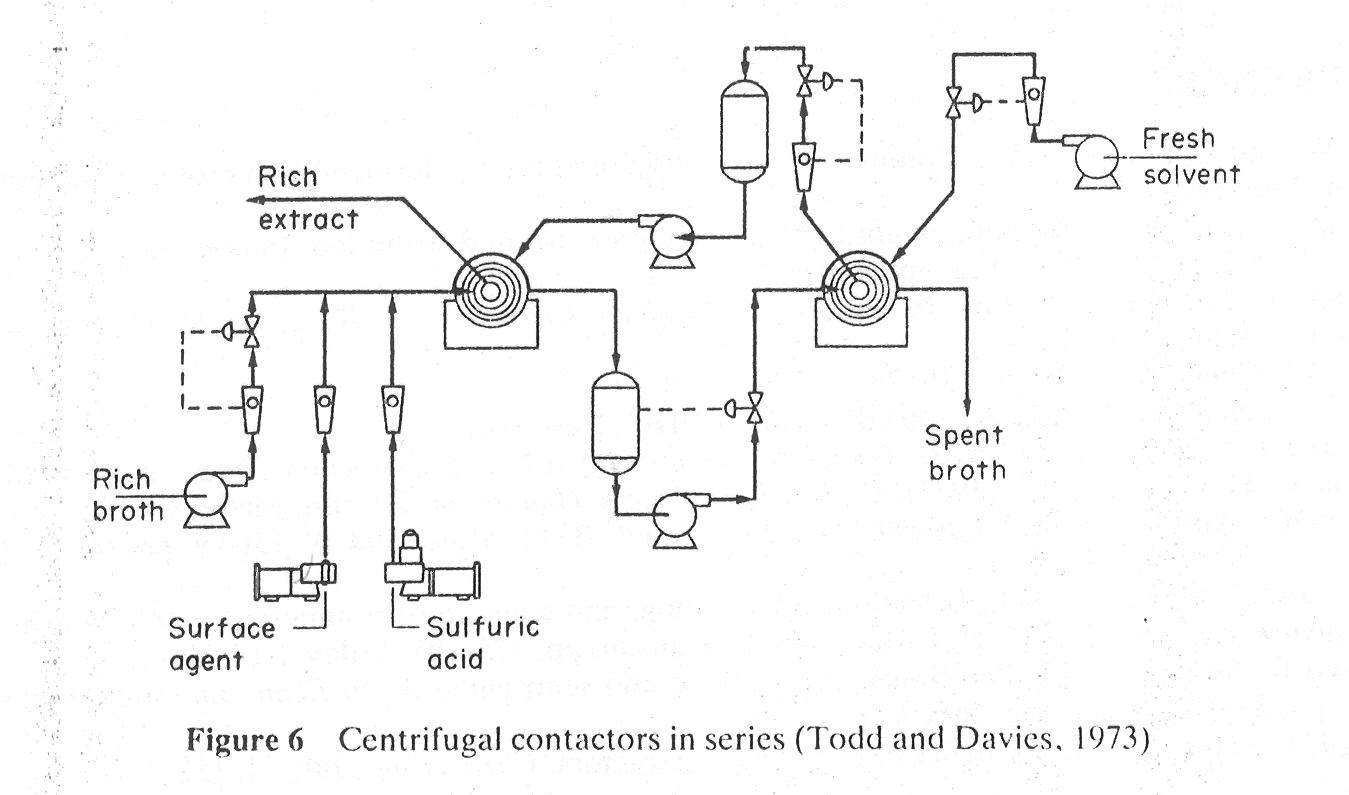 Fresh
solvent
Rich
extract
Spent
broth
Rich
broth
Surface
agent
Sulfuric
acid
Figure 6 Centrifugal contactors in series (Todd and Davies, 1973)